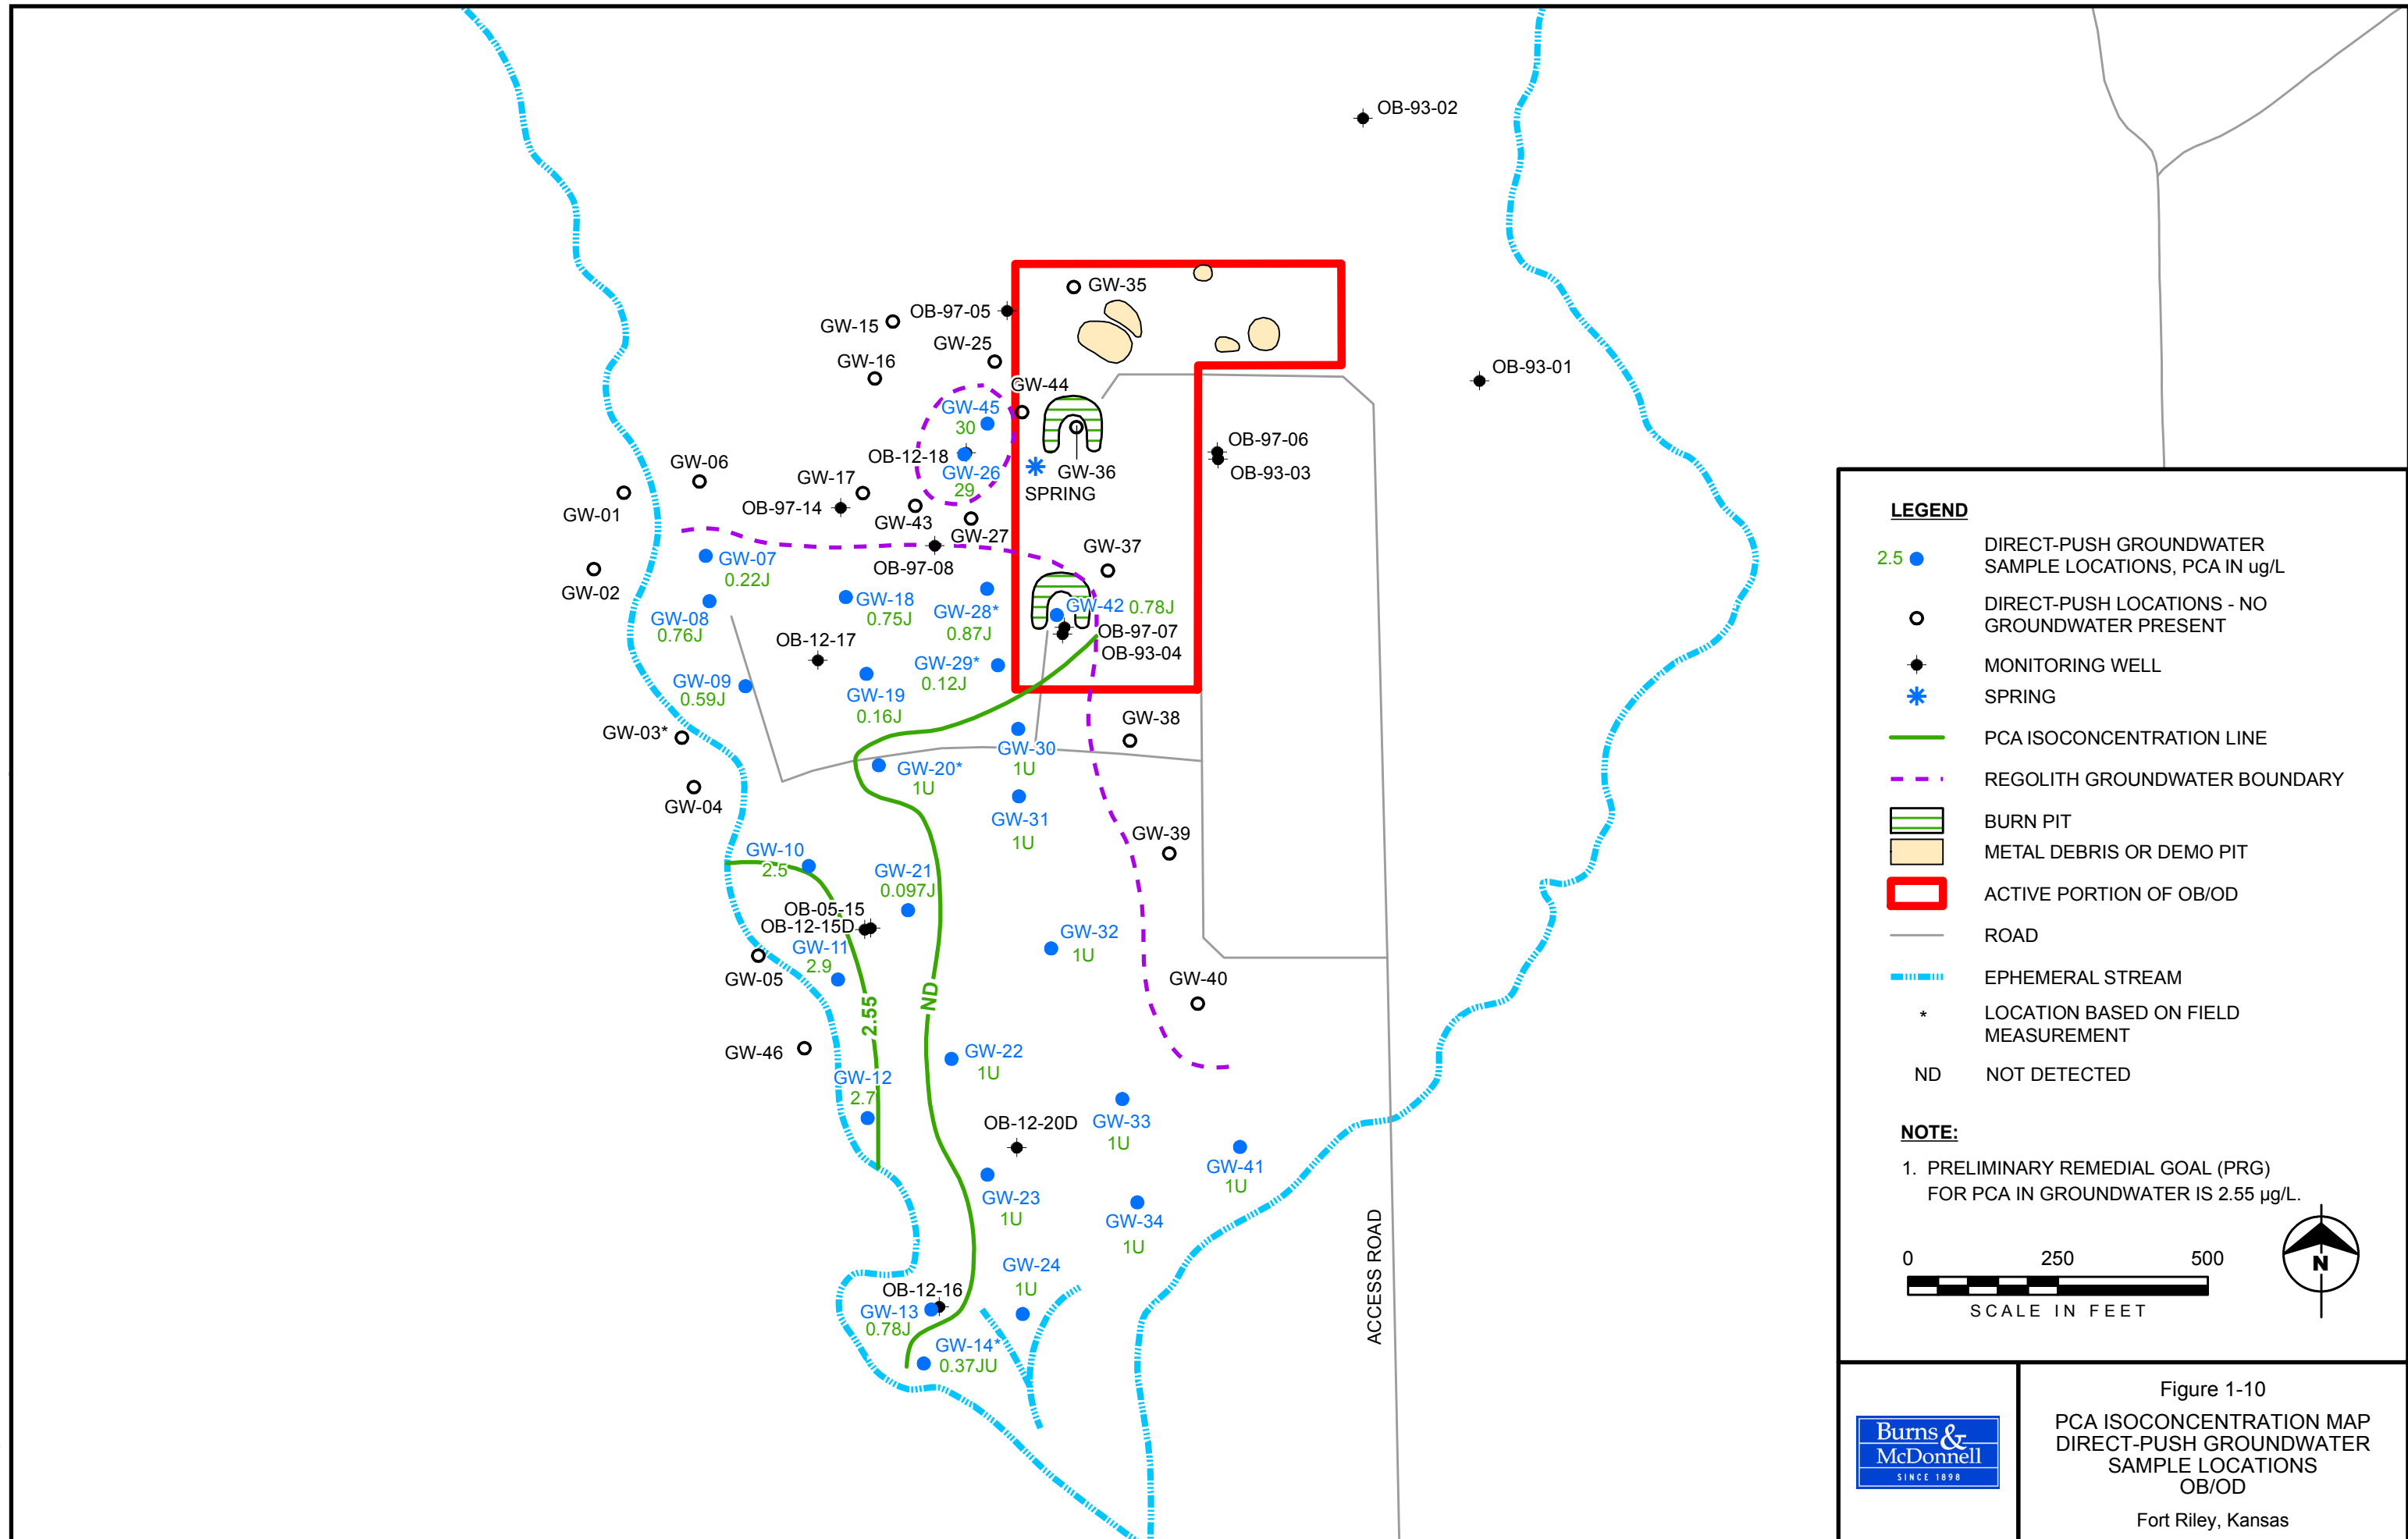 OB-93-02
GW-35
OB-97-05
GW-15
GW-25
GW-16
OB-93-01
GW-44
GW-45
30
OB-97-06
OB-12-18
GW-26
29
GW-36
OB-93-03
SPRING
GW-06
GW-17
GW-01
OB-97-14
GW-43
GW-27
GW-37
OB-97-08
GW-07
0.22J
GW-02
GW-18
0.75J
GW-28*
0.87J
GW-42 0.78J
GW-08
0.76J
OB-97-07
OB-93-04
OB-12-17
GW-29*
0.12J
GW-09
0.59J
GW-19
0.16J
GW-03*
GW-38
GW-30
1U
GW-20*
1U
GW-04
GW-31
1U
GW-39
GW-10
2.5
GW-21
0.097J
OB-05-15
OB-12-15D
GW-11
2.9
GW-32
1U
GW-05
GW-40
2.55
ND
GW-46
GW-22
1U
GW-12
2.7
GW-33
1U
OB-12-20D
GW-41
1U
GW-23
1U
GW-34
1U
GW-24
1U
OB-12-16
GW-13
0.78J
GW-14*
0.37JU
ACCESS ROAD
LEGEND
2.5
DIRECT-PUSH GROUNDWATER
SAMPLE LOCATIONS, PCA IN ug/L
DIRECT-PUSH LOCATIONS - NO
GROUNDWATER PRESENT
MONITORING WELL
SPRING
PCA ISOCONCENTRATION LINE
REGOLITH GROUNDWATER BOUNDARY
BURN PIT
METAL DEBRIS OR DEMO PIT
ACTIVE PORTION OF OB/OD
ROAD
EPHEMERAL STREAM
* LOCATION BASED ON FIELD
MEASUREMENT
ND NOT DETECTED
NOTE:
1. PRELIMINARY REMEDIAL GOAL (PRG)
FOR PCA IN GROUNDWATER IS 2.55 µg/L.
0 250 500
SCALE IN FEET
N
Burns &
McDonnell
SINCE 1898
Figure 1-10
PCA ISOCONCENTRATION MAP
DIRECT-PUSH GROUNDWATER
SAMPLE LOCATIONS
OB/OD
Fort Riley, Kansas